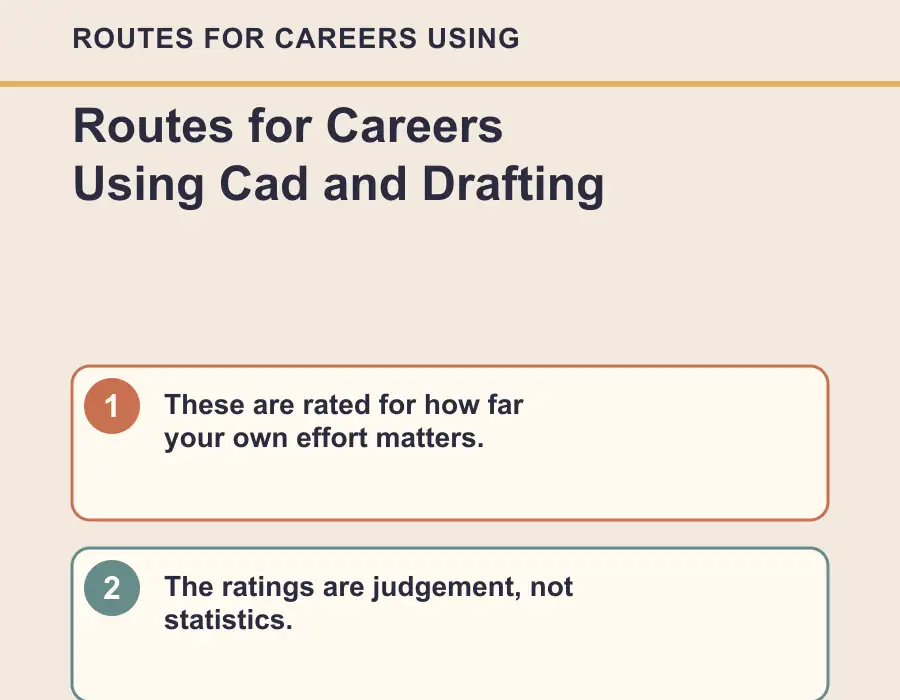 ROUTES FOR CAREERS USING
Routes for Careers
Using Cad and Drafting
1
These are rated for how far
your own effort matters.
2
The ratings are judgement, not
statistics.